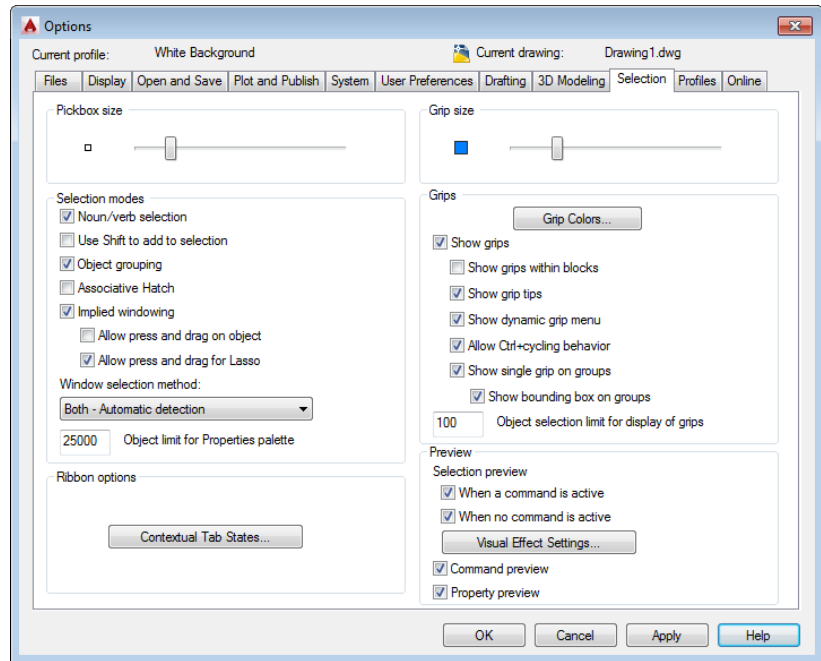 Options
Current profile: White Background Current drawing: Drawing1.dwg
Files Display Open and Save Plot and Publish System User Preferences Drafting 3D Modeling Selection Profiles Online
Pickbox size
Selection modes
Noun/verb selection
Use Shift to add to selection
Object grouping
Associative Hatch
Implied windowing
Allow press and drag on object
Allow press and drag for Lasso
Window selection method:
Both - Automatic detection
25000 Object limit for Properties palette
Ribbon options
Contextual Tab States...
Grip size
Grips
Grip Colors...
Show grips
Show grips within blocks
Show grip tips
Show dynamic grip menu
Allow Ctrl+cycling behavior
Show single grip on groups
Show bounding box on groups
100 Object selection limit for display of grips
Preview
Selection preview
When a command is active
When no command is active
Visual Effect Settings...
Command preview
Property preview
OK Cancel Apply Help